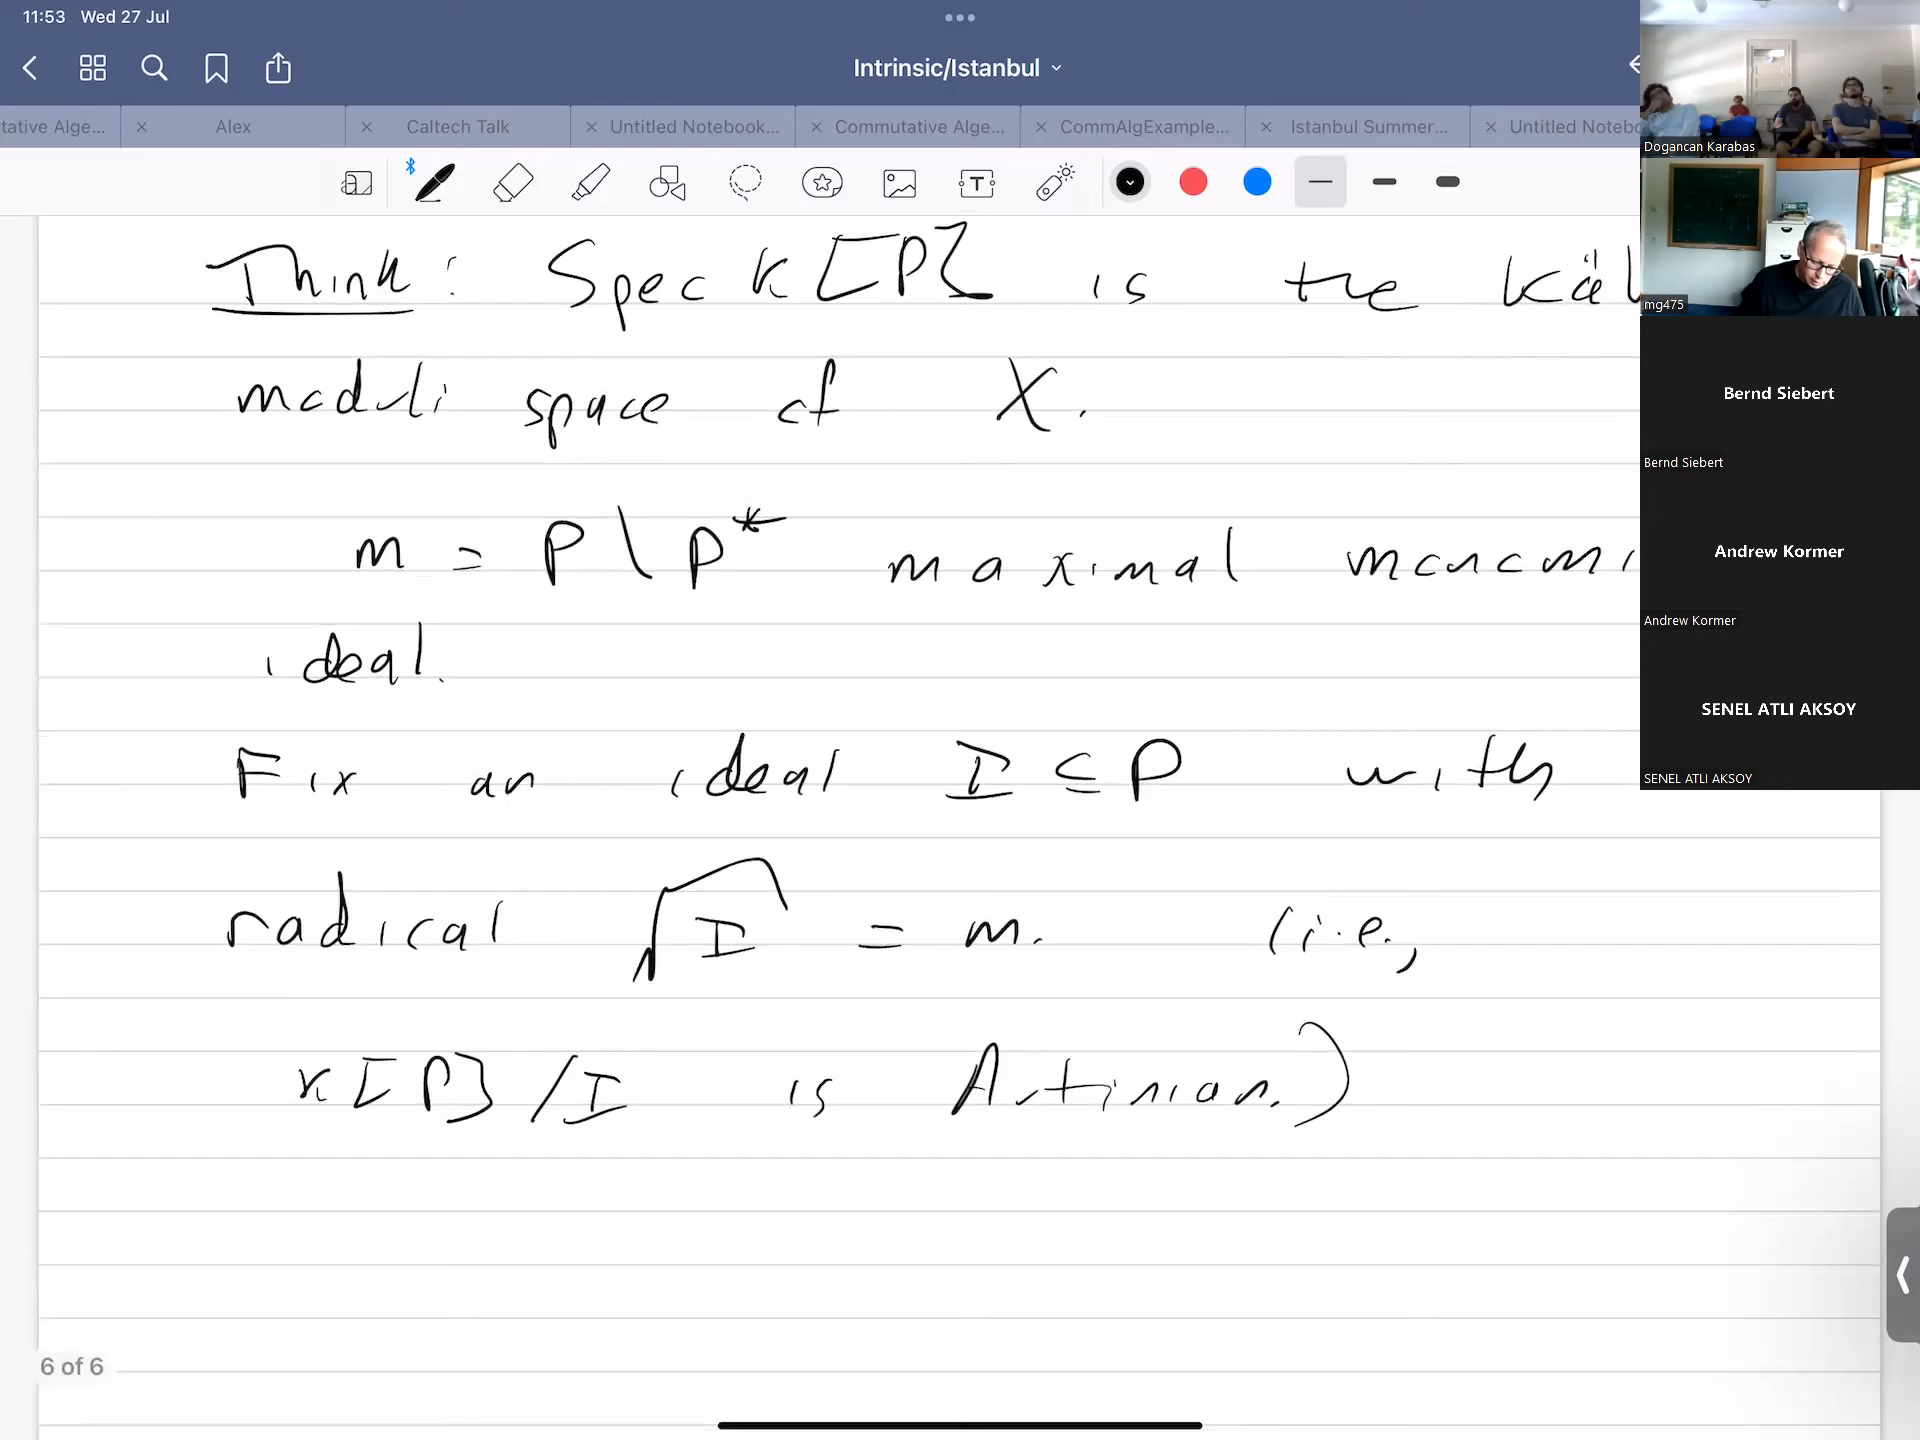 11:53 Wed 27 Jul
Intrinsic/Istanbul
tative Alge...
Alex
Caltech Talk
Untitled Notebook...
Commutative Alge...
CommAlgExample...
Istanbul Summer...
Untitled Notebo
Dogancan Karabas
mg475
Bernd Siebert
Bernd Siebert
Andrew Kormer
Andrew Kormer
SENEL ATLI AKSOY
SENEL ATLI AKSOY
Think: Spec k[P] is the Käl
moduli space of X.
m = P \ P* maximal monomi
ideal.
Fix an ideal I ⊆ P with
radical √I = m. (i.e.,
k[P]/I is Artinian.)
6 of 6